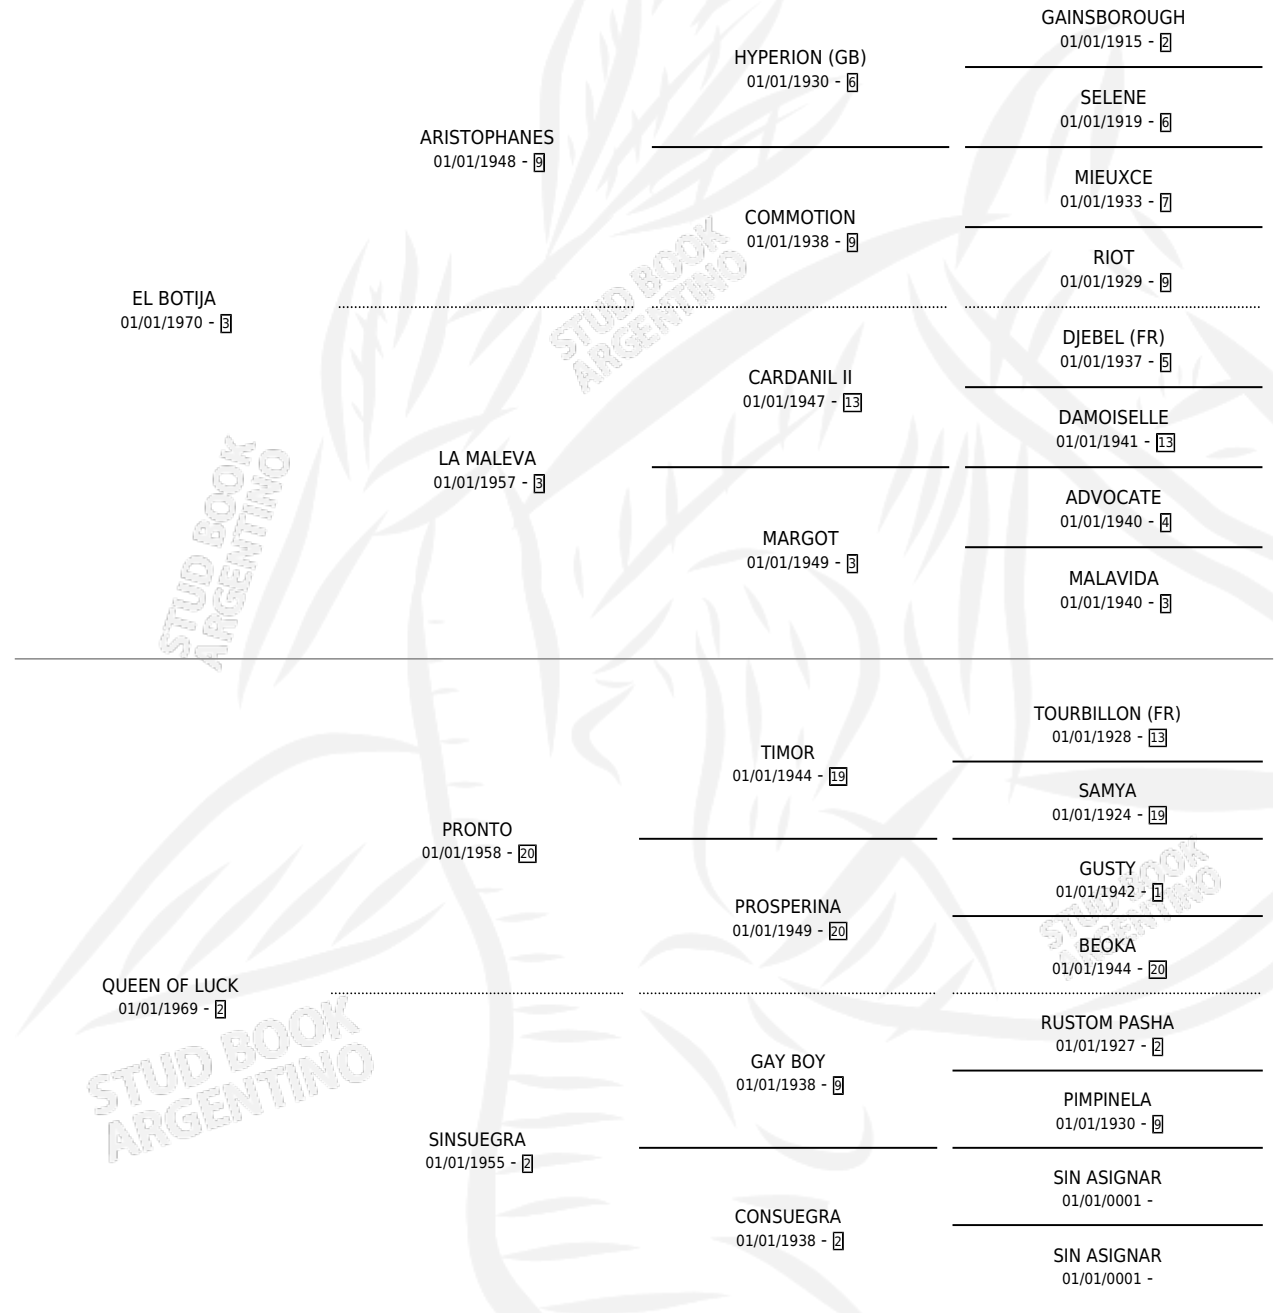 GAINSBOROUGH
01/01/1915 - 2
HYPERION (GB)
01/01/1930 - 6
SELENE
01/01/1919 - 6
ARISTOPHANES
01/01/1948 - 9
MIEUXCE
01/01/1933 - 7
COMMOTION
01/01/1938 - 9
RIOT
01/01/1929 - 9
EL BOTIJA
01/01/1970 - 3
DJEBEL (FR)
01/01/1937 - 5
CARDANIL II
01/01/1947 - 13
DAMOISELLE
01/01/1941 - 13
LA MALEVA
01/01/1957 - 3
ADVOCATE
01/01/1940 - 4
MARGOT
01/01/1949 - 3
MALAVIDA
01/01/1940 - 3
TOURBILLON (FR)
01/01/1928 - 13
TIMOR
01/01/1944 - 19
SAMYA
01/01/1924 - 19
PRONTO
01/01/1958 - 20
GUSTY
01/01/1942 - 1
PROSPERINA
01/01/1949 - 20
BEOKA
01/01/1944 - 20
QUEEN OF LUCK
01/01/1969 - 2
RUSTOM PASHA
01/01/1927 - 2
GAY BOY
01/01/1938 - 9
PIMPINELA
01/01/1930 - 9
SINSUEGRA
01/01/1955 - 2
SIN ASIGNAR
01/01/0001 -
CONSUEGRA
01/01/1938 - 2
SIN ASIGNAR
01/01/0001 -
STUD BOOK
ARGENTINO
STUD BOOK
ARGENTINO
STUD BOOK
ARGENTINO
STUD BOOK
ARGENTINO